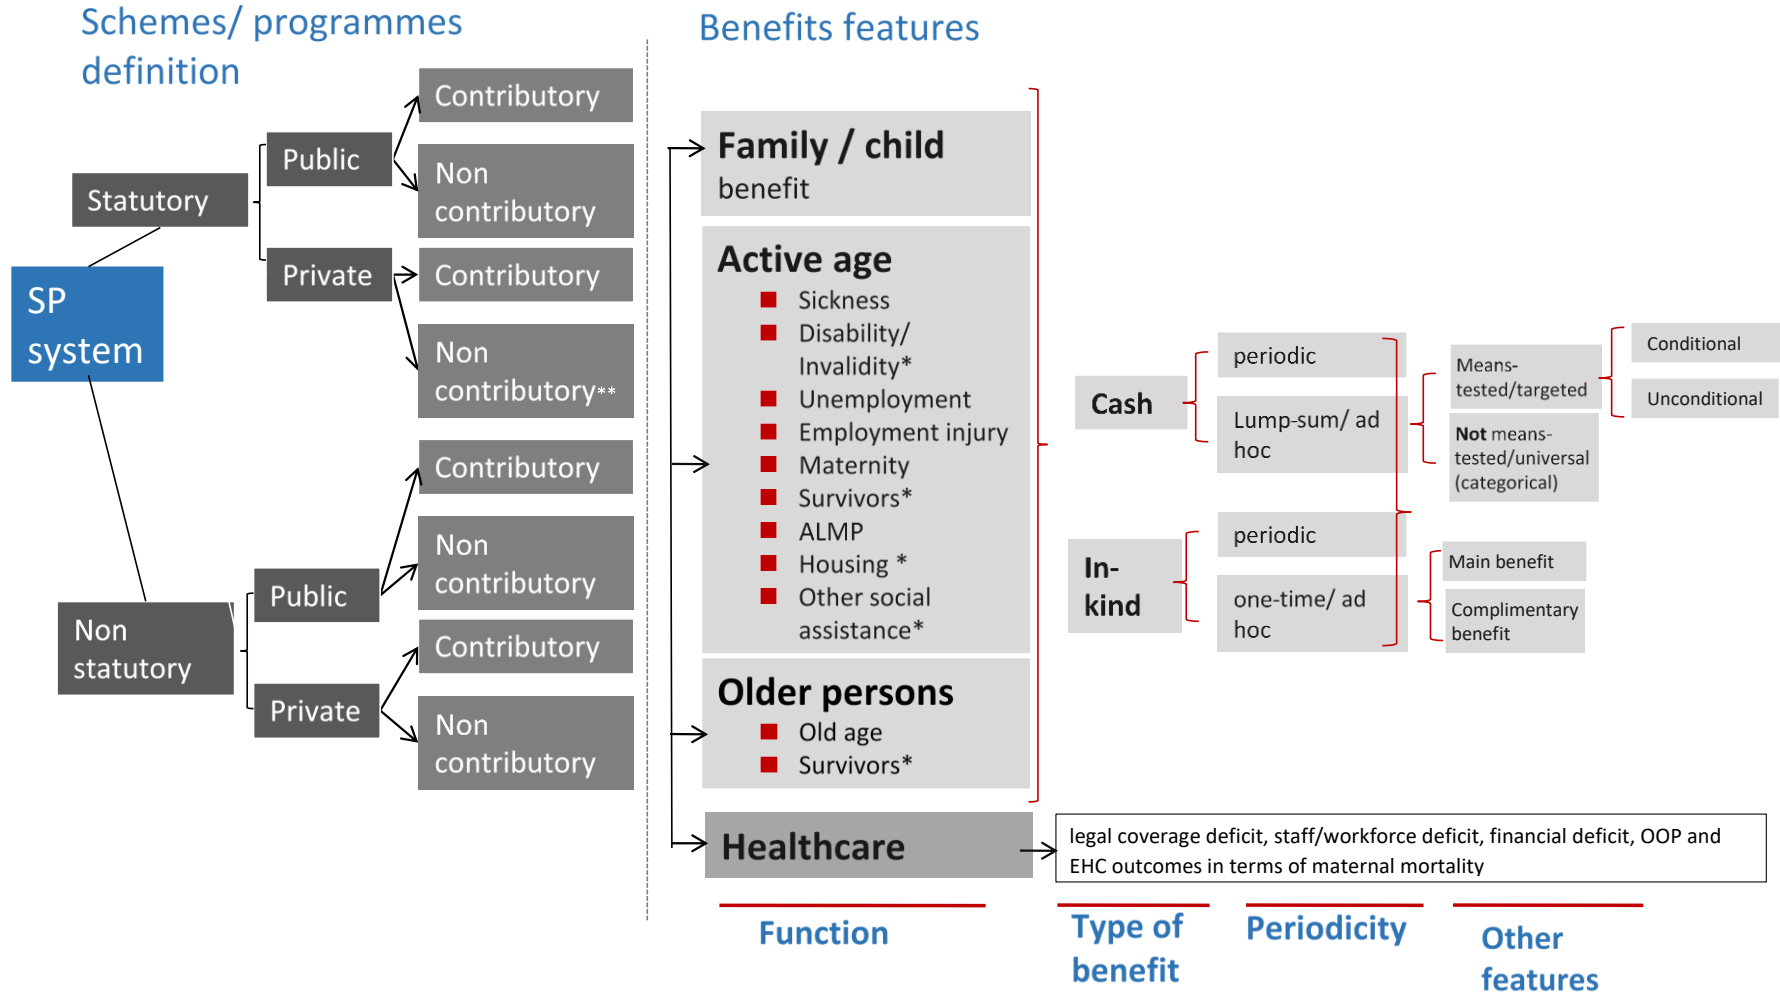 Schemes/ programmes
definition
Benefits features
SP
system
Statutory
Non
statutory
Public
Private
Public
Private
Contributory
Non
contributory
Contributory
Non
contributory**
Contributory
Non
contributory
Contributory
Non
contributory
Family / child
benefit
Active age
Sickness
Disability/
Invalidity*
Unemployment
Employment injury
Maternity
Survivors*
ALMP
Housing *
Other social
assistance*
Older persons
Old age
Survivors*
Healthcare
Cash
In-
kind
periodic
Lump-sum/ ad
hoc
periodic
one-time/ ad
hoc
Means-
tested/targeted
Not means-
tested/universal
(categorical)
Conditional
Unconditional
Main benefit
Complimentary
benefit
legal coverage deficit, staff/workforce deficit, financial deficit, OOP and
EHC outcomes in terms of maternal mortality
Function
Type of
benefit
Periodicity
Other
features